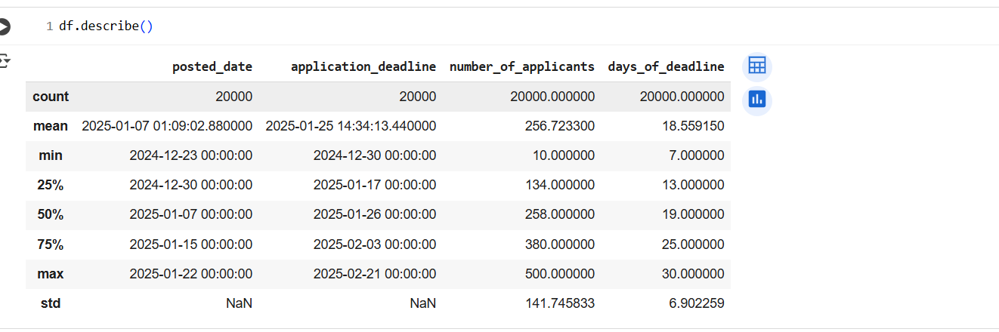 1 df.describe()
posted_date application_deadline number_of_applicants days_of_deadline
count 20000 20000 20000.000000 20000.000000
mean 2025-01-07 01:09:02.880000 2025-01-25 14:34:13.440000 256.723300 18.559150
min 2024-12-23 00:00:00 2024-12-30 00:00:00 10.000000 7.000000
25% 2024-12-30 00:00:00 2025-01-17 00:00:00 134.000000 13.000000
50% 2025-01-07 00:00:00 2025-01-26 00:00:00 258.000000 19.000000
75% 2025-01-15 00:00:00 2025-02-03 00:00:00 380.000000 25.000000
max 2025-01-22 00:00:00 2025-02-21 00:00:00 500.000000 30.000000
std NaN NaN 141.745833 6.902259